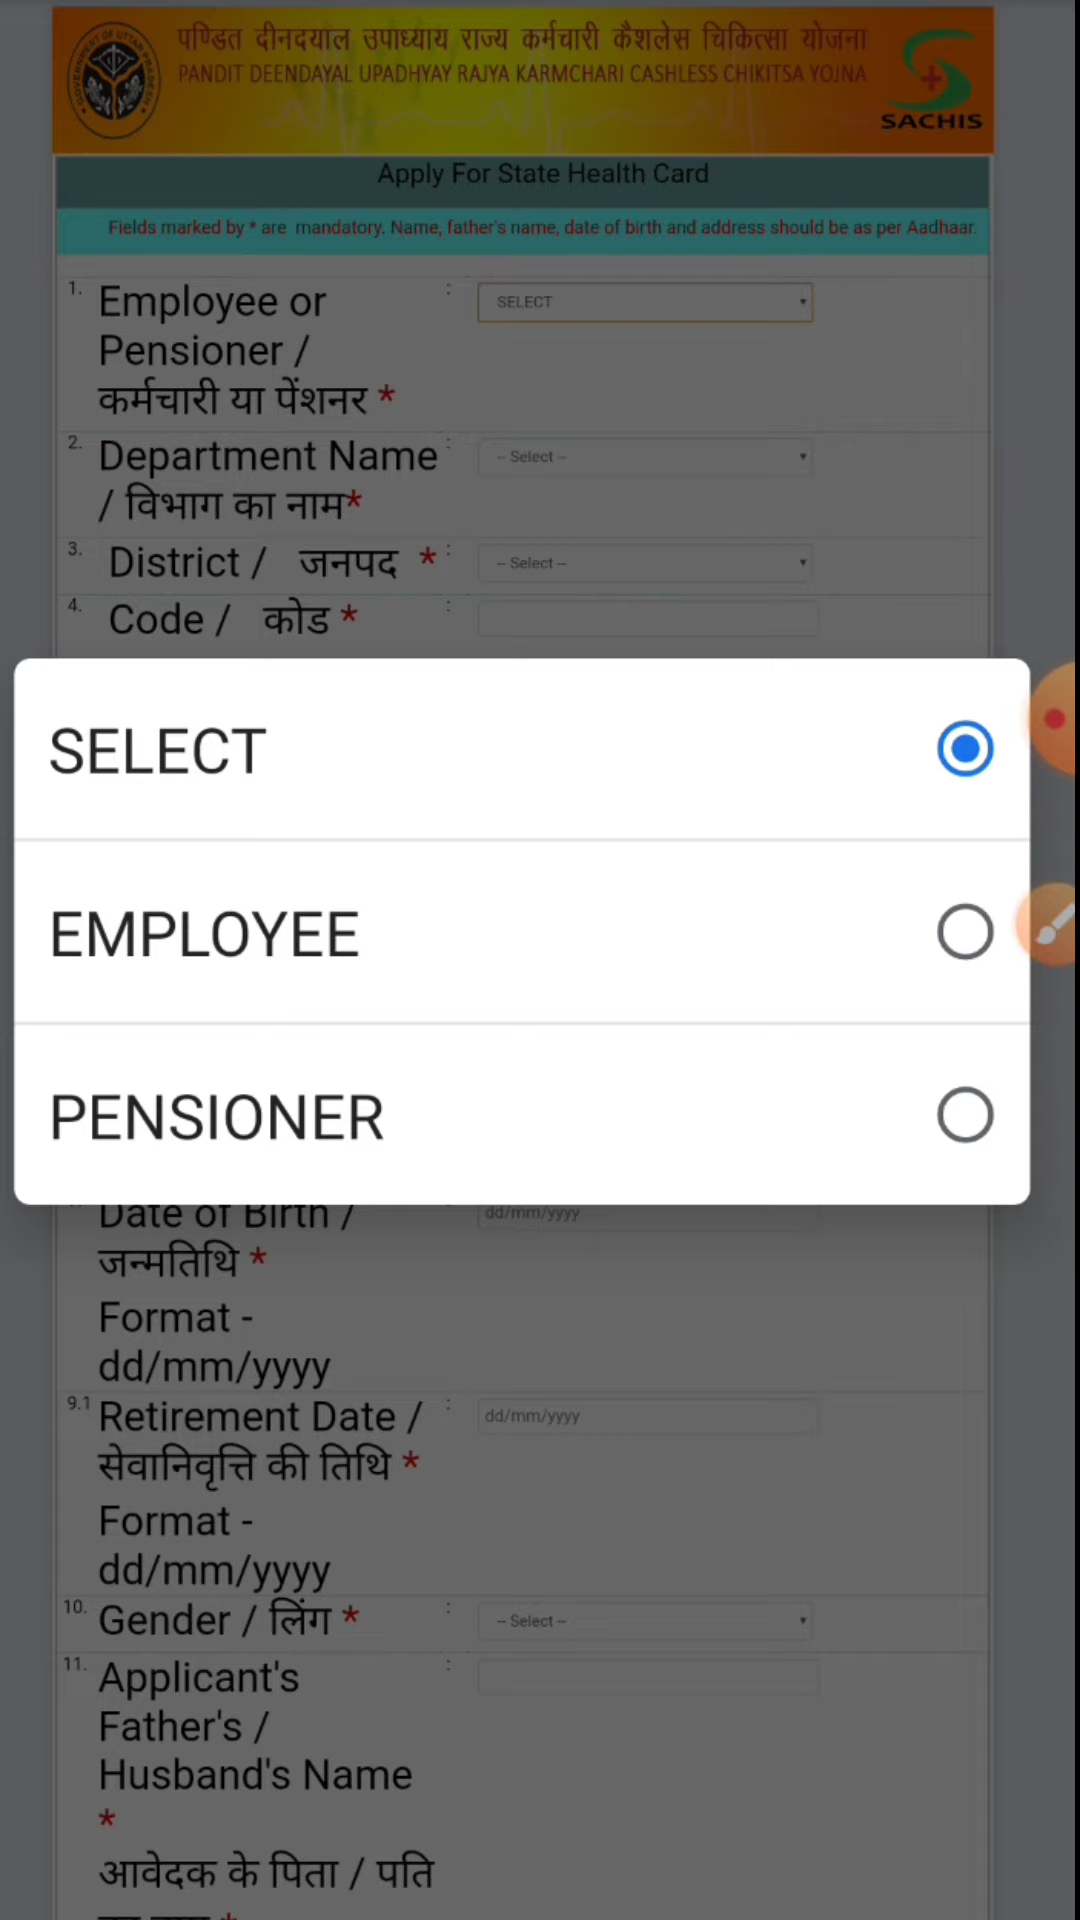 पण्डित दीनदयाल उपाध्याय राज्य कर्मचारी कैशलेस चिकित्सा योजना
PANDIT DEENDAYAL UPADHYAY RAJYA KARMCHARI CASHLESS CHIKITSA YOJNA
SACHIS
Apply For State Health Card
Fields marked by * are mandatory. Name, father's name, date of birth and address should be as per Aadhaar.
1. Employee or : SELECT
Pensioner /
कर्मचारी या पेंशनर *
2. Department Name : -- Select --
/ विभाग का नाम*
3. District / जनपद * : -- Select --
4. Code / कोड * :
SELECT
EMPLOYEE
PENSIONER
Date of Birth / dd/mm/yyyy
जन्मतिथि *
Format -
dd/mm/yyyy
9.1 Retirement Date / : dd/mm/yyyy
सेवानिवृत्ति की तिथि *
Format -
dd/mm/yyyy
10. Gender / लिंग * : -- Select --
11. Applicant's :
Father's /
Husband's Name
*
आवेदक के पिता / पति